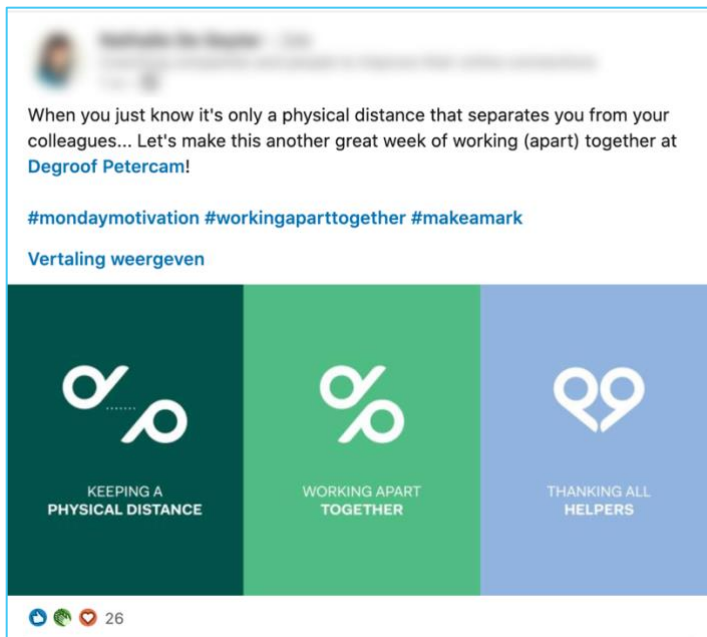 When you just know it's only a physical distance that separates you from your
colleagues... Let's make this another great week of working (apart) together at
Degroof Petercam!
#mondaymotivation #workingaparttogether #makeamark
Vertaling weergeven
KEEPING A
PHYSICAL DISTANCE
WORKING APART
TOGETHER
THANKING ALL
HELPERS
26